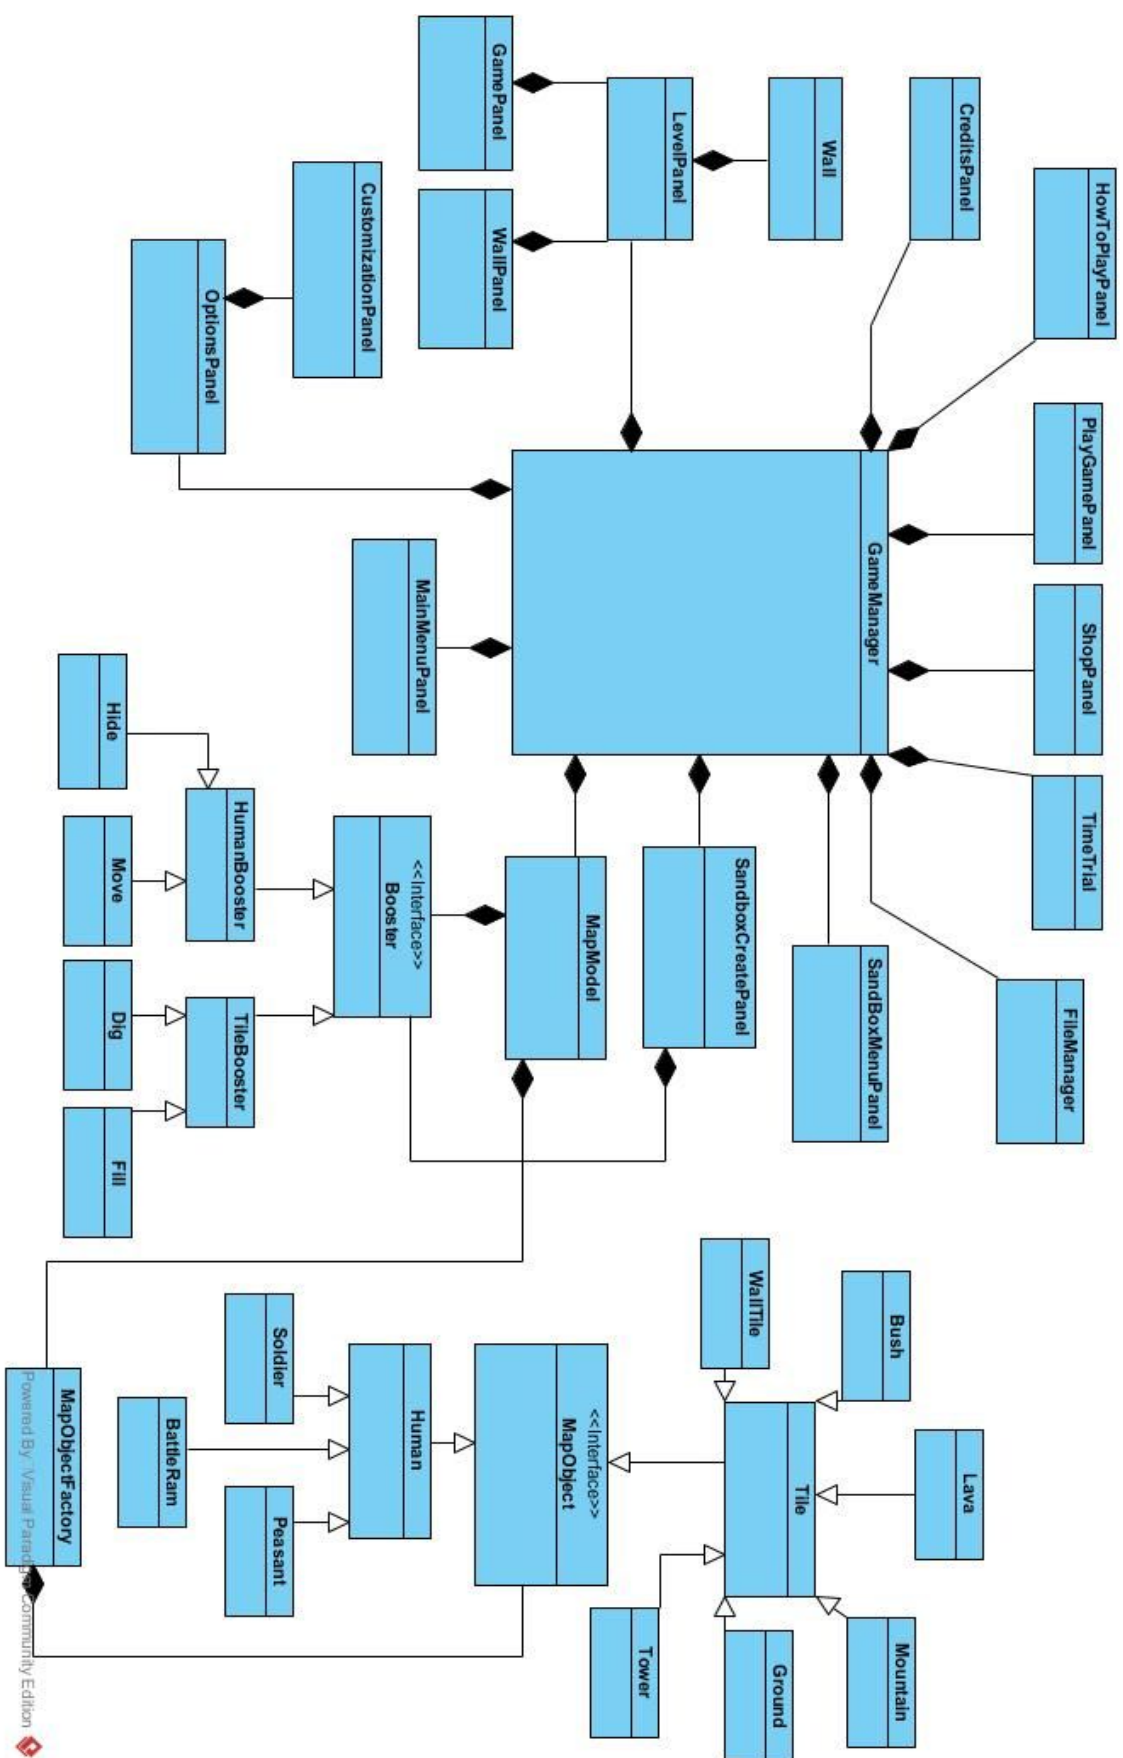 HowToPlayPanel
PlayGamePanel
ShopPanel
TimeTrial
FileManager
CreditsPanel
Wall
LevelPanel
GamePanel
WallPanel
CustomizationPanel
OptionsPanel
GameManager
MainMenuPanel
SandBoxMenuPanel
SandboxCreatePanel
MapModel
<<Interface>>
Booster
HumanBooster
TileBooster
Hide
Move
Dig
Fill
Bush
Lava
Mountain
WallTile
Tile
Ground
Tower
<<Interface>>
MapObject
Human
Soldier
BattleRam
Peasant
MapObjectFactory
Powered By Visual Paradigm Community Edition